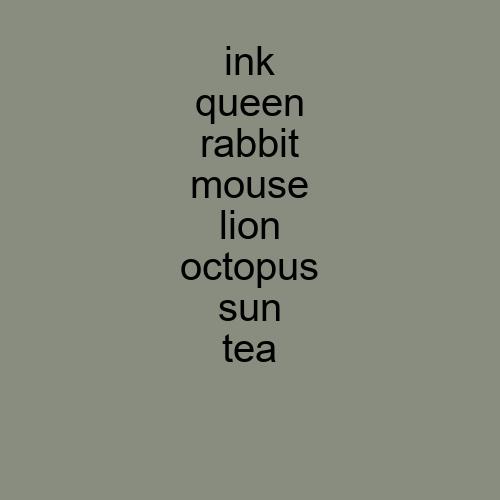 ink
queen
rabbit
mouse
lion
octopus
sun
tea